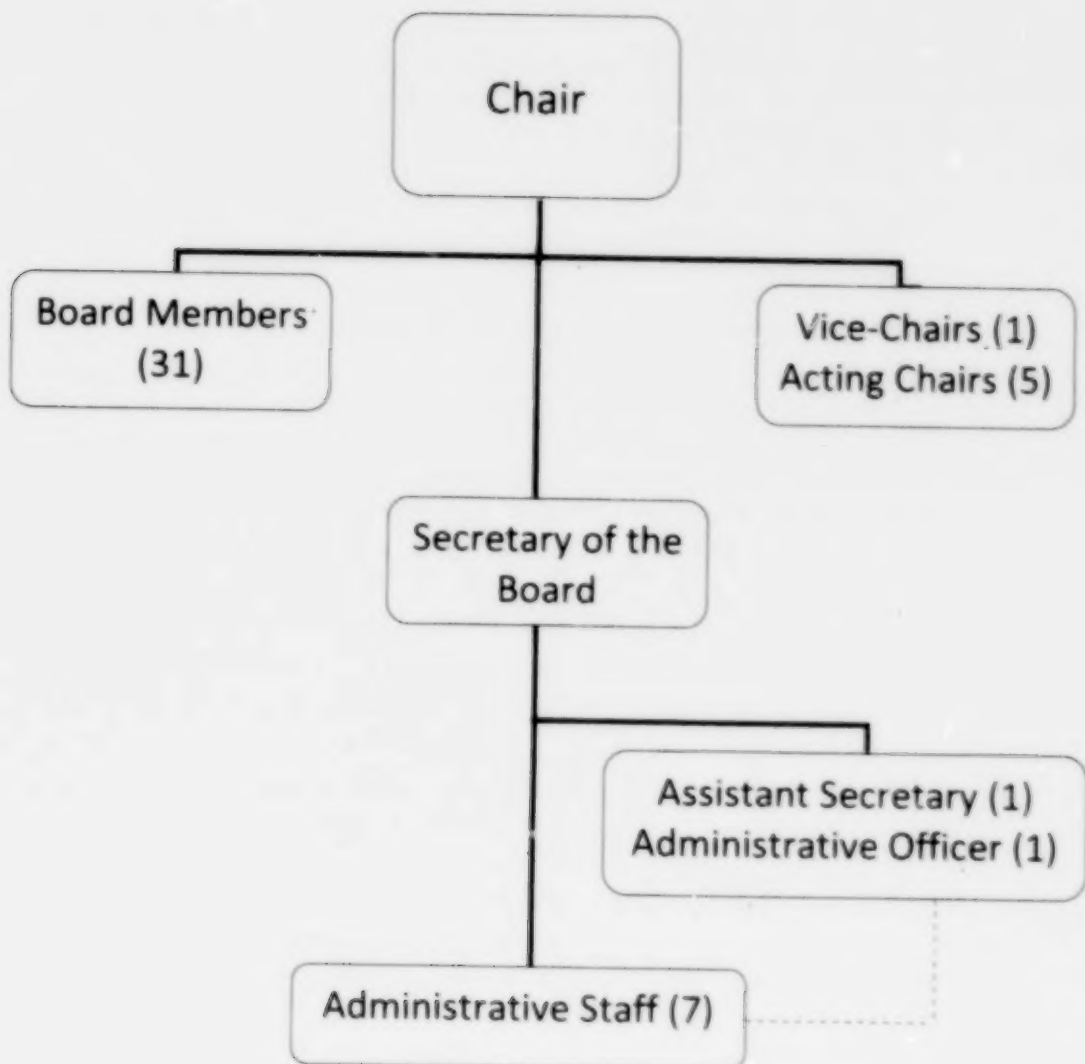 Chair
Board Members
(31)
Vice-Chairs (1)
Acting Chairs (5)
Secretary of the
Board
Assistant Secretary (1)
Administrative Officer (1)
Administrative Staff (7)